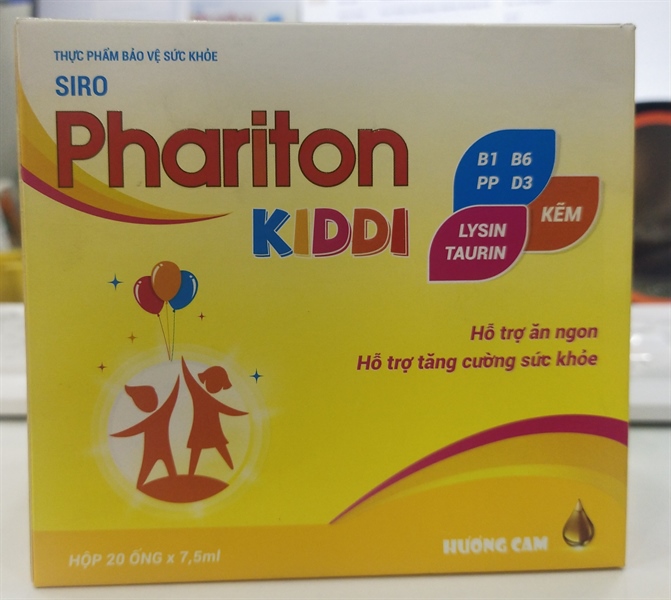 THỰC PHẨM BẢO VỆ SỨC KHỎE
SIRO
Phariton
KIDDI
B1 B6
PP D3
KẼM
LYSIN
TAURIN
Hỗ trợ ăn ngon
Hỗ trợ tăng cường sức khỏe
HỘP 20 ỐNG x 7,5ml
HƯƠNG CAM